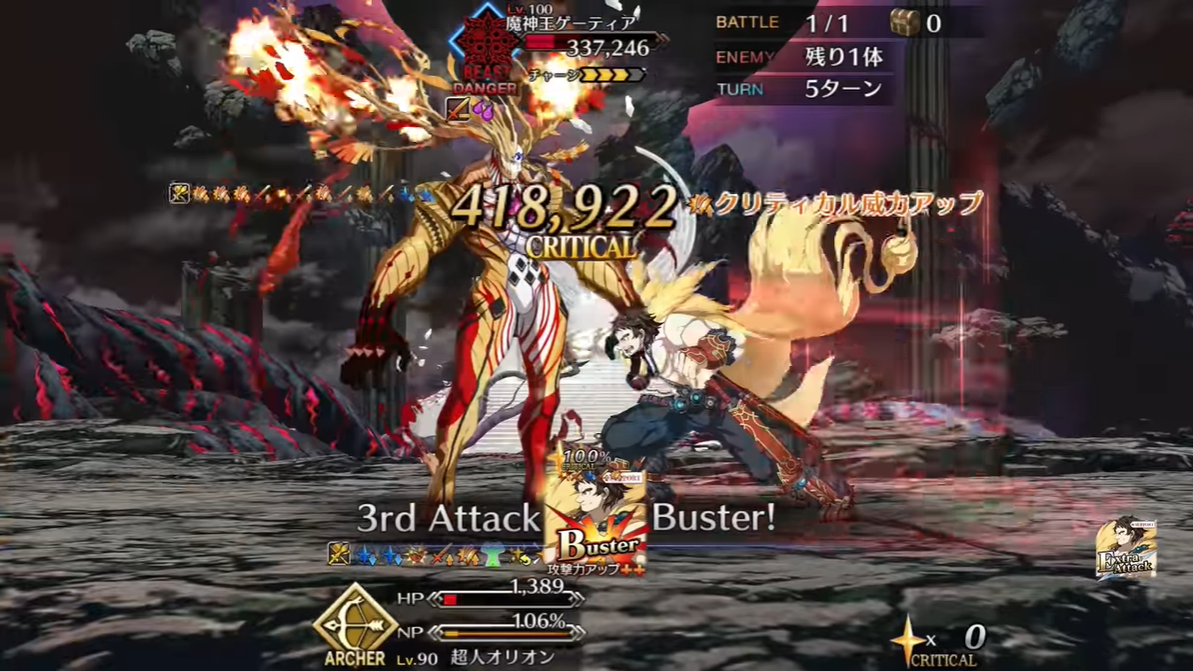 Lv.100
魔神王ゲーティア
337,246
BEAST
チャージ
DANGER
BATTLE 1/1 0
ENEMY 残り1体
TURN 5ターン
418,922
CRITICAL
クリティカル威力アップ
100%
CRITICAL
SUPPORT
3rd Attack Buster!
Buster
攻撃力アップ
SUPPORT
Extra Attack
HP 1,389
NP 106%
ARCHER Lv.90 超人オリオン
x 0
CRITICAL